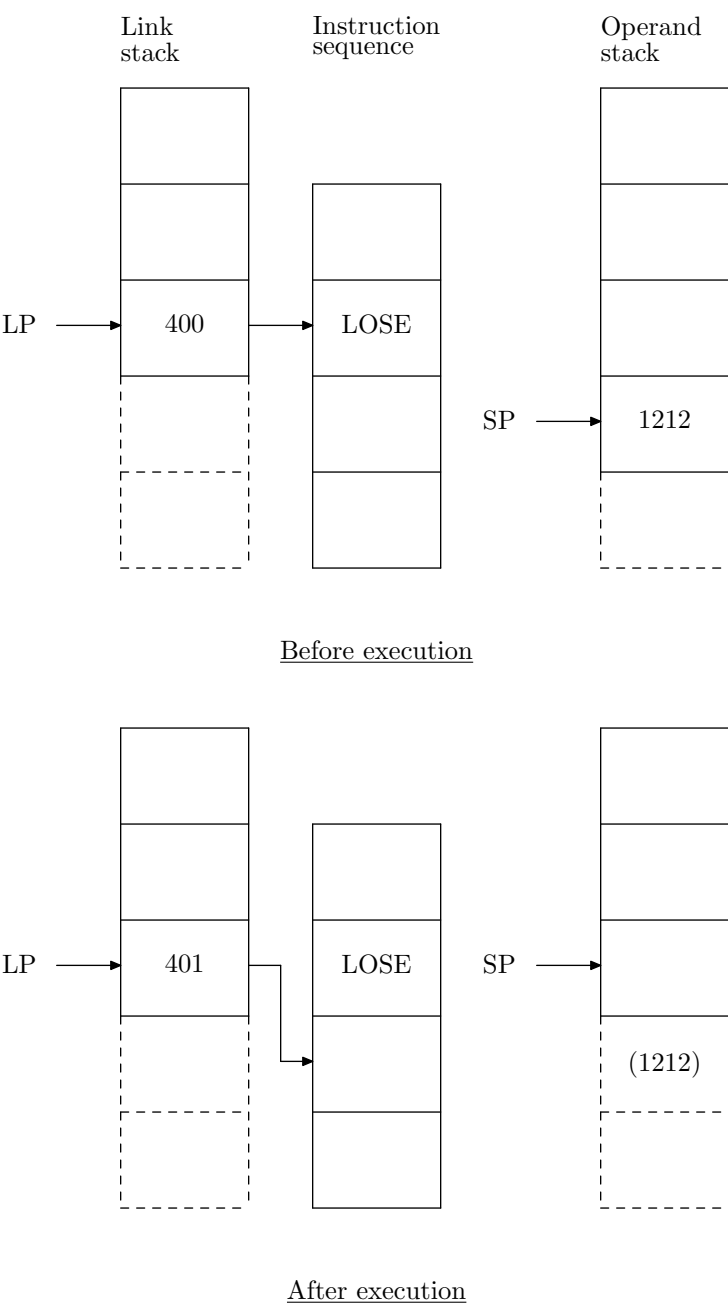 Link
stack
Instruction
sequence
Operand
stack
LP
400
LOSE
SP
1212
Before execution
LP
401
LOSE
SP
(1212)
After execution